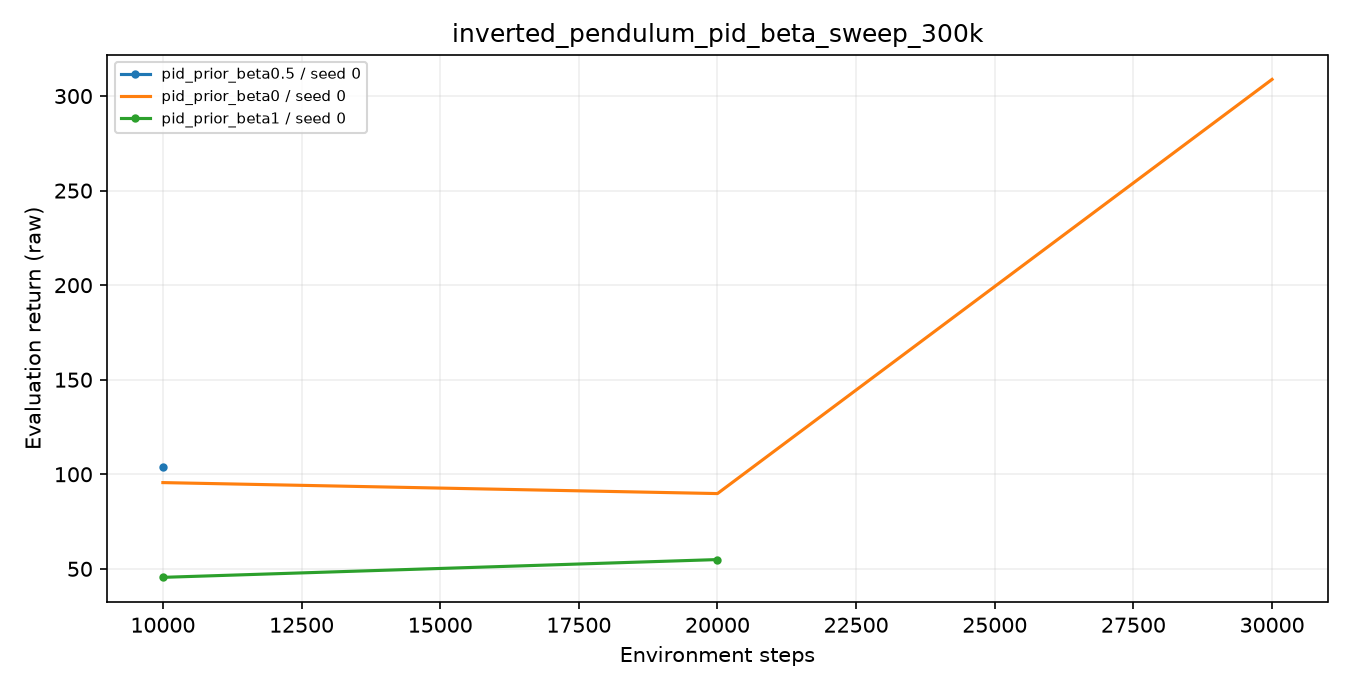 inverted_pendulum_pid_beta_sweep_300k
pid_prior_beta0.5 / seed 0
pid_prior_beta0 / seed 0
pid_prior_beta1 / seed 0
Evaluation return (raw)
300
250
200
150
100
50
10000 12500 15000 17500 20000 22500 25000 27500 30000
Environment steps